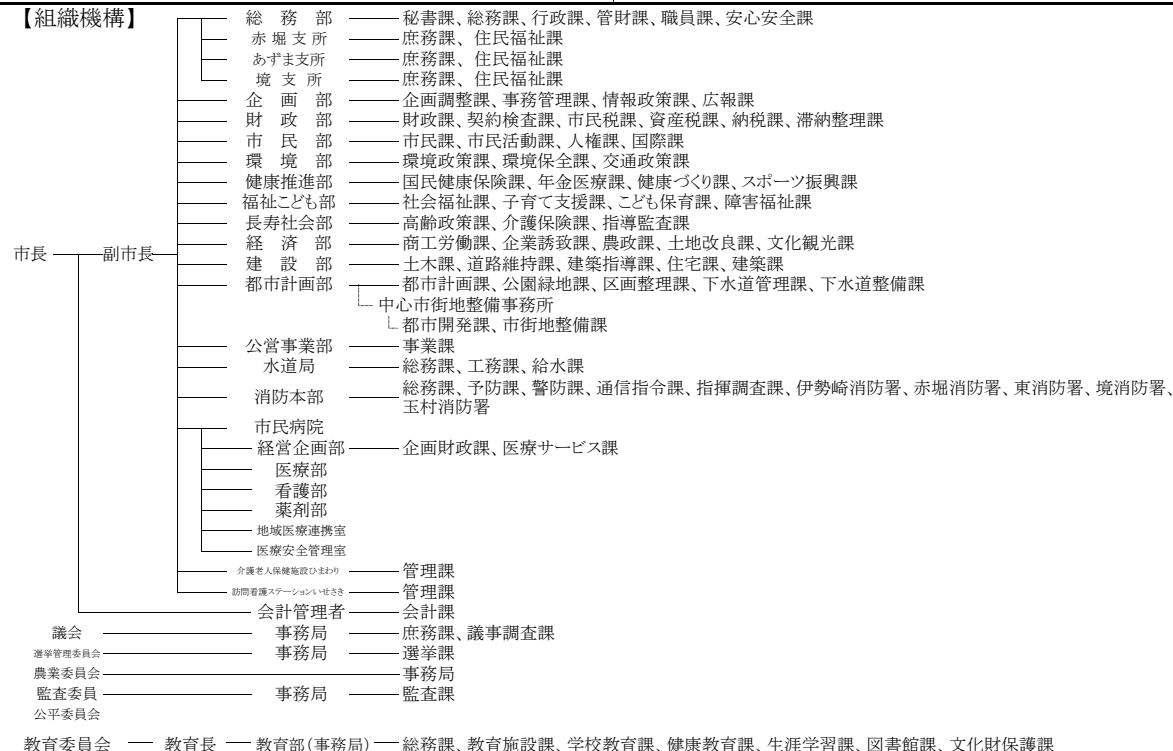 【組織機構】
総務部 秘書課、総務課、行政課、管財課、職員課、安心安全課
赤堀支所 庶務課、住民福祉課
あずま支所 庶務課、住民福祉課
境支所 庶務課、住民福祉課
企画部 企画調整課、事務管理課、情報政策課、広報課
財政部 財政課、契約検査課、市民税課、資産税課、納税課、滞納整理課
市民部 市民課、市民活動課、人権課、国際課
環境部 環境政策課、環境保全課、交通政策課
健康推進部 国民健康保険課、年金医療課、健康づくり課、スポーツ振興課
福祉こども部 社会福祉課、子育て支援課、こども保育課、障害福祉課
長寿社会部 高齢政策課、介護保険課、指導監査課
経済部 商工労働課、企業誘致課、農政課、土地改良課、文化観光課
市長 副市長 建設部 土木課、道路維持課、建築指導課、住宅課、建築課
都市計画部 都市計画課、公園緑地課、区画整理課、下水道管理課、下水道整備課
中心市街地整備事務所
都市開発課、市街地整備課
公営事業部 事業課
水道局 総務課、工務課、給水課
消防本部 総務課、予防課、警防課、通信指令課、指揮調査課、伊勢崎消防署、赤堀消防署、東消防署、境消防署、
玉村消防署
市民病院
経営企画部 企画財政課、医療サービス課
医療部
看護部
薬剤部
地域医療連携室
医療安全管理室
介護老人保健施設ひまわり 管理課
訪問看護ステーションいせさき 管理課
会計管理者 会計課
議会 事務局 庶務課、議事調査課
選挙管理委員会 事務局 選挙課
農業委員会 事務局
監査委員 事務局 監査課
公平委員会
教育委員会 教育長 教育部(事務局) 総務課、教育施設課、学校教育課、健康教育課、生涯学習課、図書館課、文化財保護課